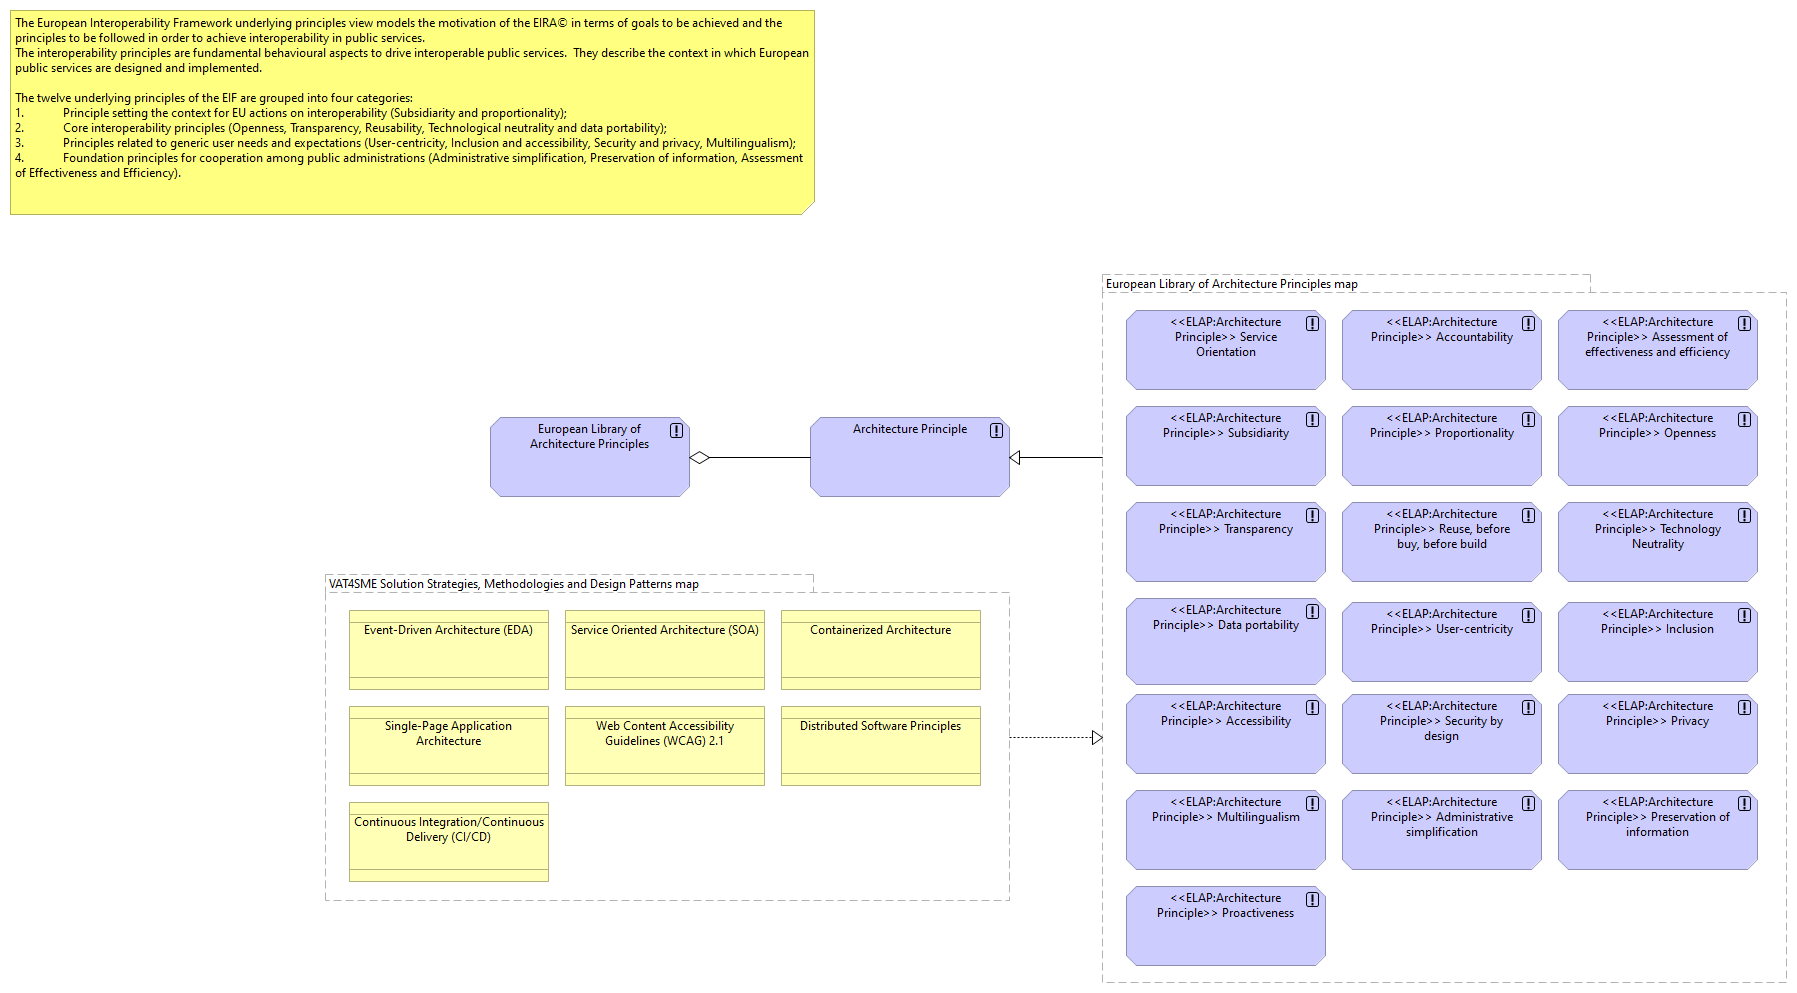 The European Interoperability Framework underlying principles view models the motivation of the EIRA© in terms of goals to be achieved and the
principles to be followed in order to achieve interoperability in public services.
The interoperability principles are fundamental behavioural aspects to drive interoperable public services.  They describe the context in which European
public services are designed and implemented.
The twelve underlying principles of the EIF are grouped into four categories:
1. Principle setting the context for EU actions on interoperability (Subsidiarity and proportionality);
2. Core interoperability principles (Openness, Transparency, Reusability, Technological neutrality and data portability);
3. Principles related to generic user needs and expectations (User-centricity, Inclusion and accessibility, Security and privacy, Multilingualism);
4. Foundation principles for cooperation among public administrations (Administrative simplification, Preservation of information, Assessment
of Effectiveness and Efficiency).
European Library of Architecture Principles map
<<ELAP:Architecture
Principle>> Service
Orientation
<<ELAP:Architecture
Principle>> Accountability
<<ELAP:Architecture
Principle>> Assessment of
effectiveness and efficiency
<<ELAP:Architecture
Principle>> Subsidiarity
<<ELAP:Architecture
Principle>> Proportionality
<<ELAP:Architecture
Principle>> Openness
European Library of
Architecture Principles
Architecture Principle
<<ELAP:Architecture
Principle>> Transparency
<<ELAP:Architecture
Principle>> Reuse, before
buy, before build
<<ELAP:Architecture
Principle>> Technology
Neutrality
<<ELAP:Architecture
Principle>> Data portability
<<ELAP:Architecture
Principle>> User-centricity
<<ELAP:Architecture
Principle>> Inclusion
<<ELAP:Architecture
Principle>> Accessibility
<<ELAP:Architecture
Principle>> Security by
design
<<ELAP:Architecture
Principle>> Privacy
<<ELAP:Architecture
Principle>> Multilingualism
<<ELAP:Architecture
Principle>> Administrative
simplification
<<ELAP:Architecture
Principle>> Preservation of
information
<<ELAP:Architecture
Principle>> Proactiveness
VAT4SME Solution Strategies, Methodologies and Design Patterns map
Event-Driven Architecture (EDA)
Service Oriented Architecture (SOA)
Containerized Architecture
Single-Page Application
Architecture
Web Content Accessibility
Guidelines (WCAG) 2.1
Distributed Software Principles
Continuous Integration/Continuous
Delivery (CI/CD)